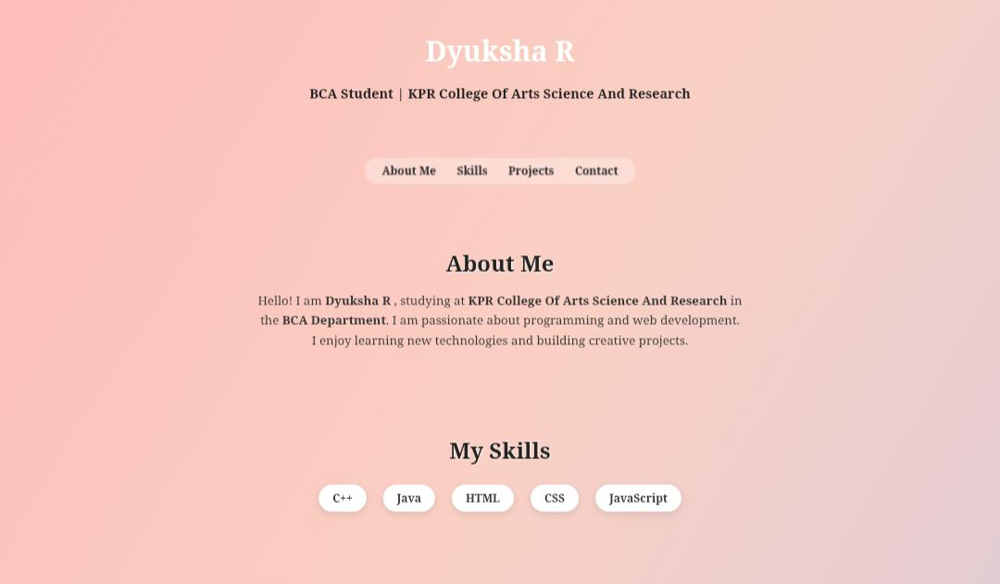 Dyuksha R
BCA Student | KPR College Of Arts Science And Research
About Me Skills Projects Contact
About Me
Hello! I am Dyuksha R , studying at KPR College Of Arts Science And Research in
the BCA Department. I am passionate about programming and web development.
I enjoy learning new technologies and building creative projects.
My Skills
C++ Java HTML CSS JavaScript